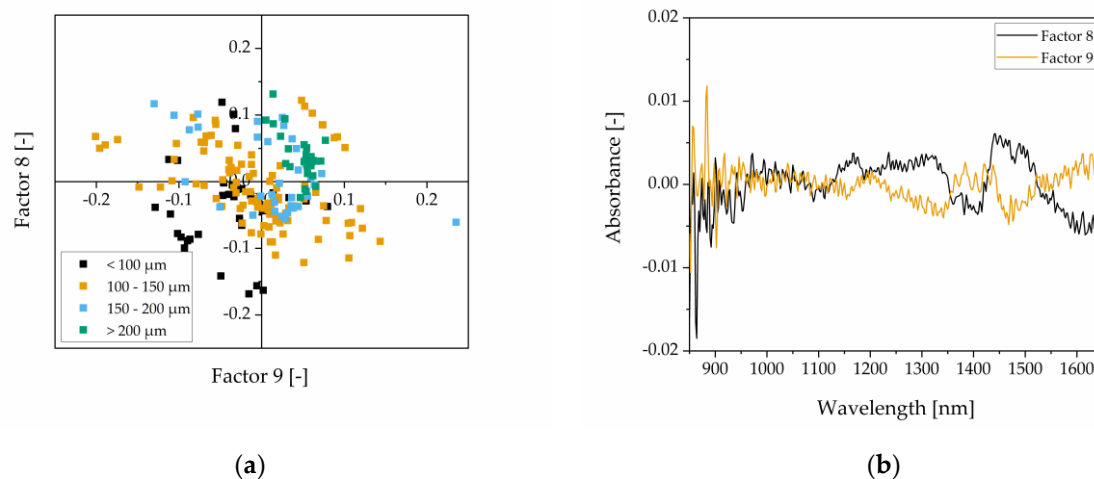 0.2
0.1
-0.2
-0.1
0.0
0.1
0.2
-0.1
-0.2
Factor 8 [-]
Factor 9 [-]
< 100 µm
100 - 150 µm
150 - 200 µm
> 200 µm
(a)
0.02
0.01
0.00
-0.01
-0.02
Absorbance [-]
Factor 8
Factor 9
900 1000 1100 1200 1300 1400 1500 1600
Wavelength [nm]
(b)